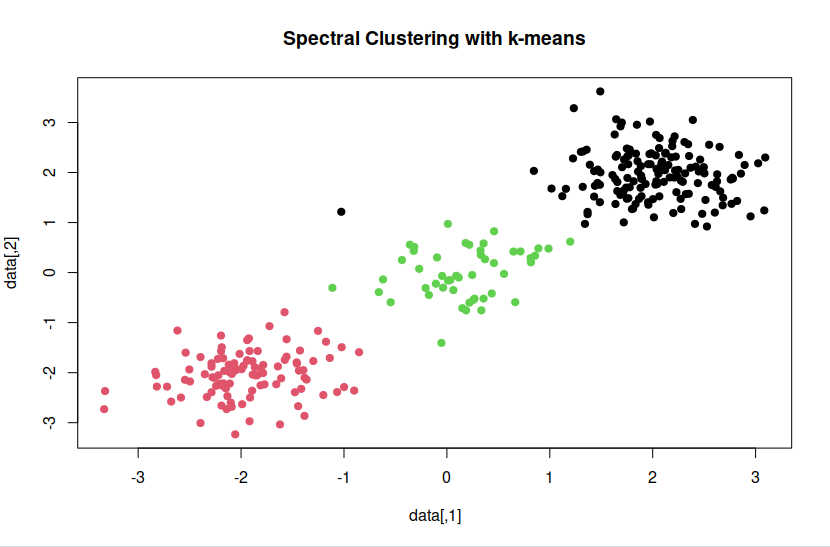 Spectral Clustering with k-means
data[,2]
3
2
1
0
-1
-2
-3
-3 -2 -1 0 1 2 3
data[,1]